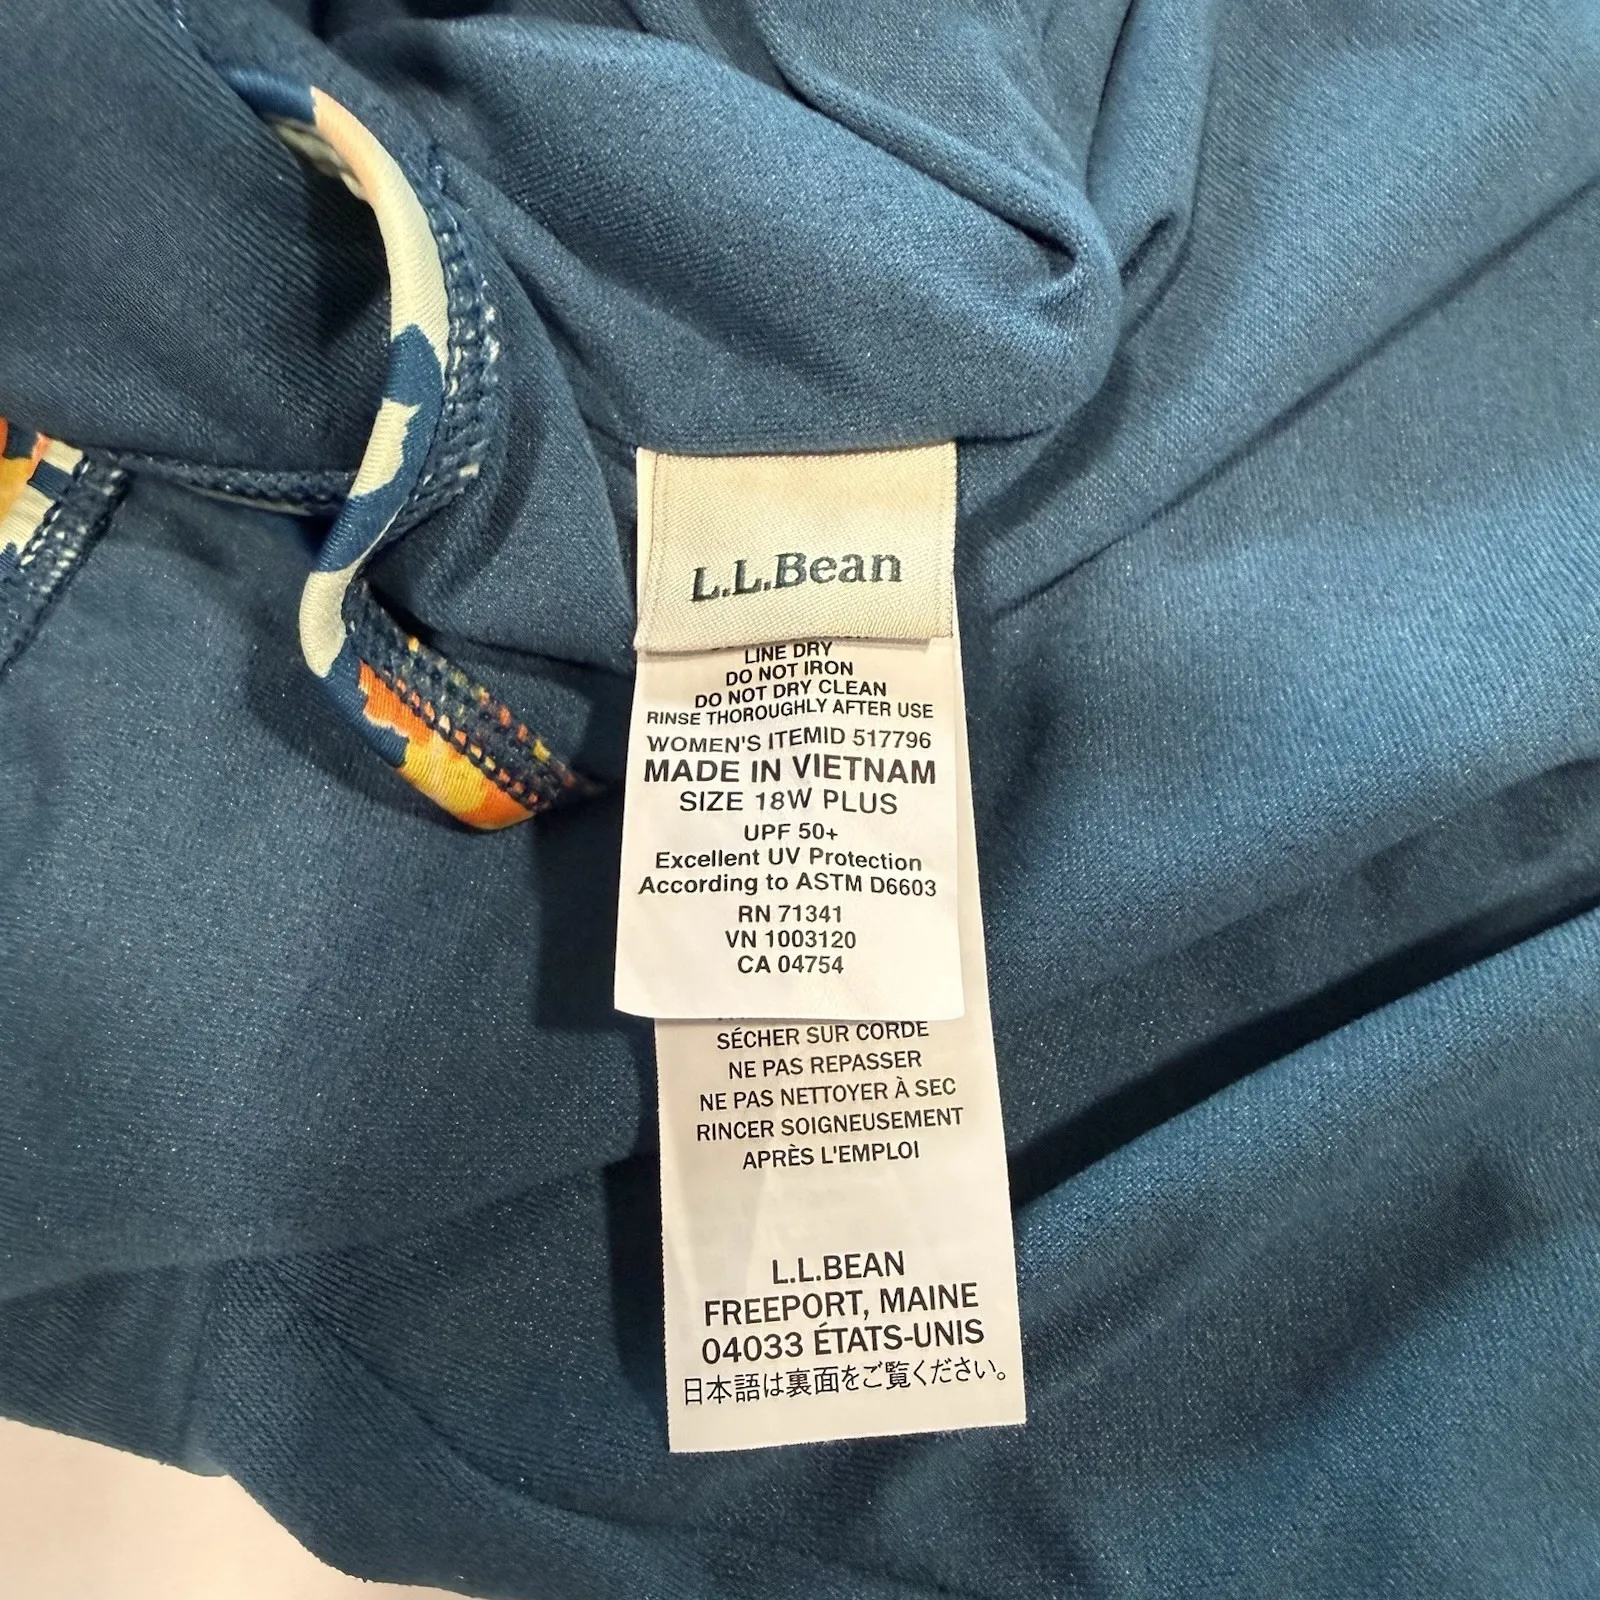 L.L.Bean
LINE DRY
DO NOT IRON
DO NOT DRY CLEAN
RINSE THOROUGHLY AFTER USE
WOMEN'S ITEMID 517796
MADE IN VIETNAM
SIZE 18W PLUS
UPF 50+
Excellent UV Protection
According to ASTM D6603
RN 71341
VN 1003120
CA 04754
SÉCHER SUR CORDE
NE PAS REPASSER
NE PAS NETTOYER À SEC
RINCER SOIGNEUSEMENT
APRÈS L'EMPLOI
L.L.BEAN
FREEPORT, MAINE
04033 ÉTATS-UNIS
日本語は裏面をご覧ください。